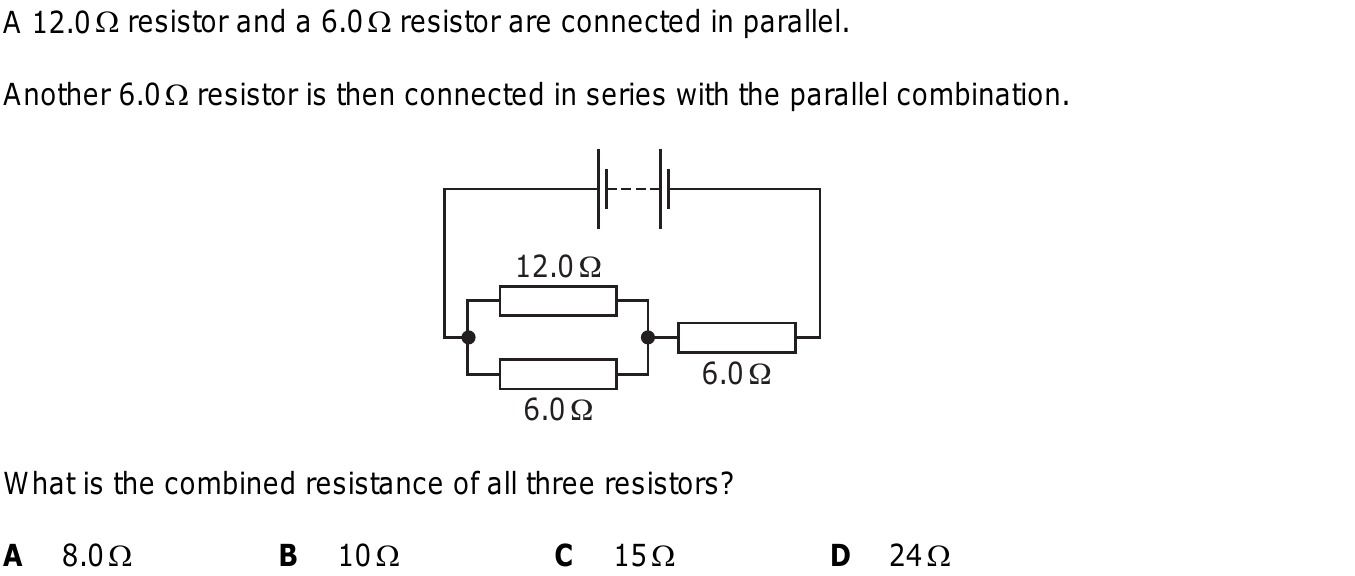 A 12.0 Ω resistor and a 6.0 Ω resistor are connected in parallel.
Another 6.0 Ω resistor is then connected in series with the parallel combination.
12.0 Ω
6.0 Ω
6.0 Ω
What is the combined resistance of all three resistors?
A 8.0 Ω B 10 Ω C 15 Ω D 24 Ω